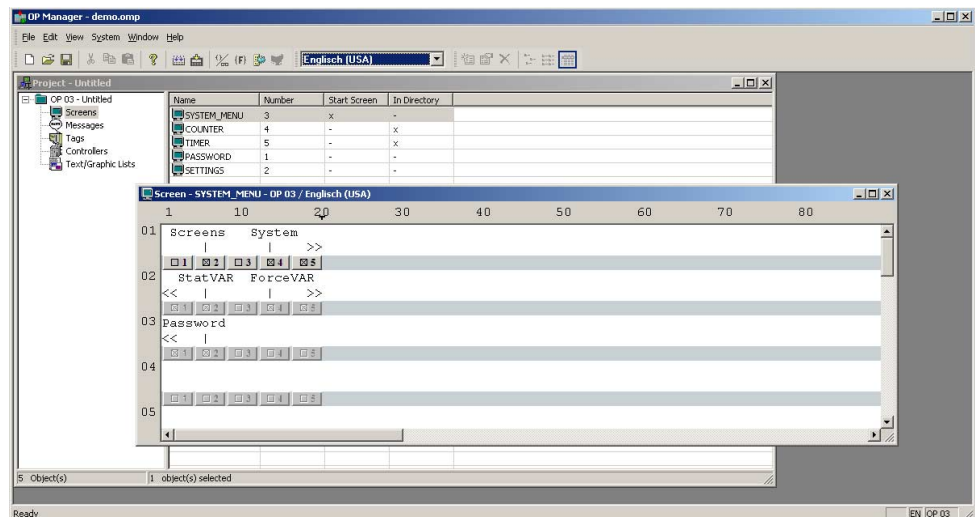 OP Manager - demo.omp
File Edit View System Window Help
(F) Englisch (USA)
Project - Untitled
OP 03 - Untitled
Screens
Messages
Tags
Controllers
Text/Graphic Lists
Name Number Start Screen In Directory
SYSTEM_MENU 3 x -
COUNTER 4 - x
TIMER 5 - x
PASSWORD 1 - -
SETTINGS 2 - -
Screen - SYSTEM_MENU - OP 03 / Englisch (USA)
1 10 20 30 40 50 60 70 80
01 Screens System
| | >>
1 2 3 4 5
02 StatVAR ForceVAR
<< | | >>
1 2 3 4 5
03 Password
<< |
1 2 3 4 5
04
1 2 3 4 5
05
5 Object(s) 1 object(s) selected
Ready EN OP 03